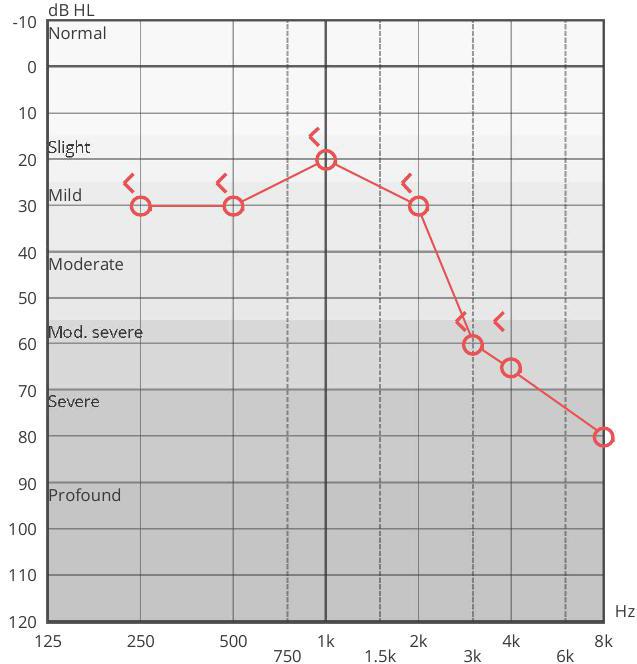 dB HL
-10
Normal
0
10
Slight
20
Mild
30
40
Moderate
50
Mod. severe
60
70
Severe
80
90
Profound
100
110
120
Hz
125 250 500 1k 2k 4k 8k
750 1.5k 3k 6k